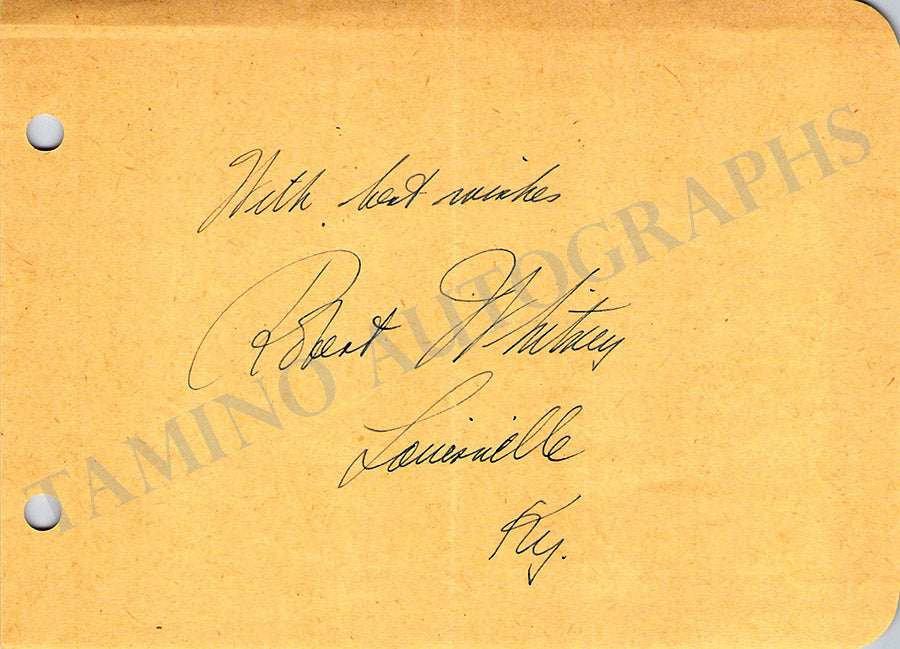 With best wishes
Robert Whitney
Louisville
Ky.
TAMINO AUTOGRAPHS